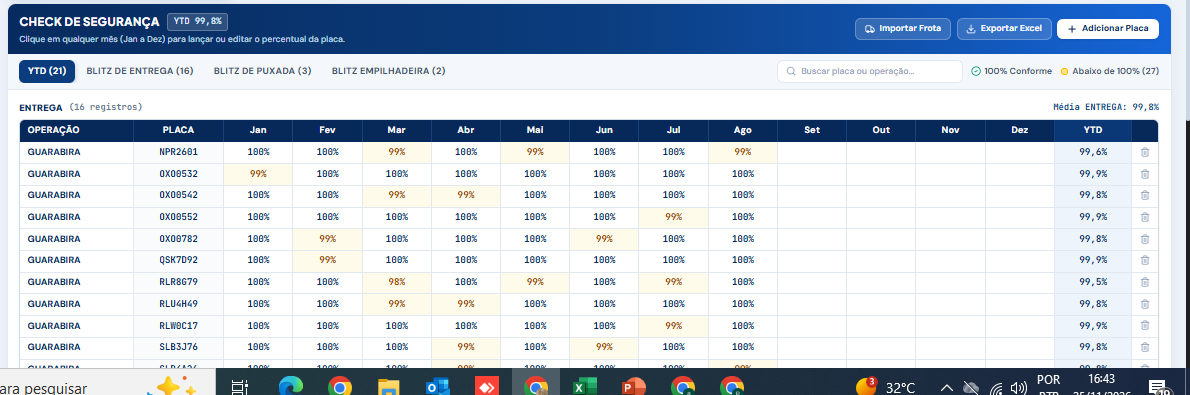 CHECK DE SEGURANÇA YTD 99,8%
Clique em qualquer mês (Jan a Dez) para lançar ou editar o percentual da placa.
Importar Frota Exportar Excel + Adicionar Placa
YTD (21) BLITZ DE ENTREGA (16) BLITZ DE PUXADA (3) BLITZ EMPILHADEIRA (2) Buscar placa ou operação... 100% Conforme Abaixo de 100% (27)
ENTREGA (16 registros) Média ENTREGA: 99,8%
OPERAÇÃO PLACA Jan Fev Mar Abr Mai Jun Jul Ago Set Out Nov Dez YTD
GUARABIRA NPR2601 100% 100% 99% 100% 99% 100% 100% 99% 99,6%
GUARABIRA OXO0532 99% 100% 100% 100% 100% 100% 100% 100% 99,9%
GUARABIRA OXO0542 100% 100% 99% 99% 100% 100% 100% 100% 99,8%
GUARABIRA OXO0552 100% 100% 100% 100% 100% 100% 99% 100% 99,9%
GUARABIRA OXO0782 100% 99% 100% 100% 100% 99% 100% 100% 99,8%
GUARABIRA QSK7D92 100% 99% 100% 100% 100% 100% 100% 100% 99,9%
GUARABIRA RLR8G79 100% 100% 98% 100% 99% 100% 99% 100% 99,5%
GUARABIRA RLU4H49 100% 100% 99% 99% 100% 100% 100% 100% 99,8%
GUARABIRA RLW0C17 100% 100% 100% 100% 100% 100% 99% 100% 99,9%
GUARABIRA SLB3J76 100% 100% 100% 99% 100% 99% 100% 100% 99,8%
ara pesquisar 3 32°C POR 16:43